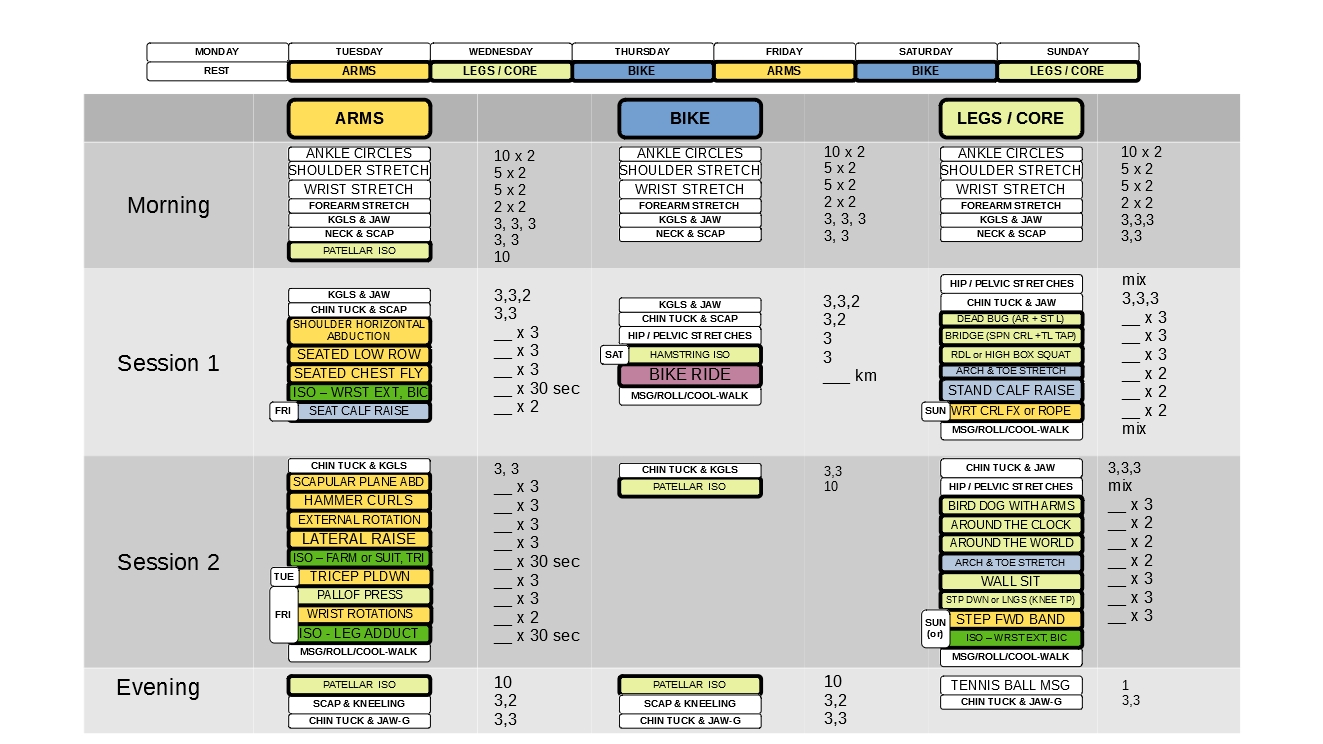 MONDAY TUESDAY WEDNESDAY THURSDAY FRIDAY SATURDAY SUNDAY
REST ARMS LEGS / CORE BIKE ARMS BIKE LEGS / CORE
ARMS BIKE LEGS / CORE
Morning
ANKLE CIRCLES 10 x 2
SHOULDER STRETCH 5 x 2
WRIST STRETCH 5 x 2
FOREARM STRETCH 2 x 2
KGLS & JAW 3, 3, 3
NECK & SCAP 3, 3
PATELLAR ISO 10
ANKLE CIRCLES 10 x 2
SHOULDER STRETCH 5 x 2
WRIST STRETCH 5 x 2
FOREARM STRETCH 2 x 2
KGLS & JAW 3, 3, 3
NECK & SCAP 3, 3
ANKLE CIRCLES 10 x 2
SHOULDER STRETCH 5 x 2
WRIST STRETCH 5 x 2
FOREARM STRETCH 2 x 2
KGLS & JAW 3,3,3
NECK & SCAP 3,3
Session 1
KGLS & JAW 3,3,2
CHIN TUCK & SCAP 3,3
SHOULDER HORIZONTAL
ABDUCTION __ x 3
SEATED LOW ROW __ x 3
SEATED CHEST FLY __ x 3
ISO – WRST EXT, BIC __ x 30 sec
FRI SEAT CALF RAISE __ x 2
KGLS & JAW 3,3,2
CHIN TUCK & SCAP 3,2
HIP / PELVIC STRETCHES 3
SAT HAMSTRING ISO 3
BIKE RIDE ___ km
MSG/ROLL/COOL-WALK
HIP / PELVIC STRETCHES mix
CHIN TUCK & JAW 3,3,3
DEAD BUG (AR + ST L) __ x 3
BRIDGE (SPN CRL +TL TAP) __ x 3
RDL or HIGH BOX SQUAT __ x 3
ARCH & TOE STRETCH __ x 2
STAND CALF RAISE __ x 2
SUN WRT CRL FX or ROPE __ x 2
MSG/ROLL/COOL-WALK mix
Session 2
CHIN TUCK & KGLS 3, 3
SCAPULAR PLANE ABD __ x 3
HAMMER CURLS __ x 3
EXTERNAL ROTATION __ x 3
LATERAL RAISE __ x 3
ISO – FARM or SUIT, TRI __ x 30 sec
TUE TRICEP PLDWN __ x 3
PALLOF PRESS __ x 3
FRI WRIST ROTATIONS __ x 2
ISO - LEG ADDUCT __ x 30 sec
MSG/ROLL/COOL-WALK
CHIN TUCK & KGLS 3,3
PATELLAR ISO 10
CHIN TUCK & JAW 3,3,3
HIP / PELVIC STRETCHES mix
BIRD DOG WITH ARMS __ x 3
AROUND THE CLOCK __ x 2
AROUND THE WORLD __ x 2
ARCH & TOE STRETCH __ x 2
WALL SIT __ x 3
STP DWN or LNGS (KNEE TP) __ x 3
SUN
(or) STEP FWD BAND __ x 3
ISO – WRST EXT, BIC
MSG/ROLL/COOL-WALK
Evening
PATELLAR ISO 10
SCAP & KNEELING 3,2
CHIN TUCK & JAW-G 3,3
PATELLAR ISO 10
SCAP & KNEELING 3,2
CHIN TUCK & JAW-G 3,3
TENNIS BALL MSG 1
CHIN TUCK & JAW-G 3,3